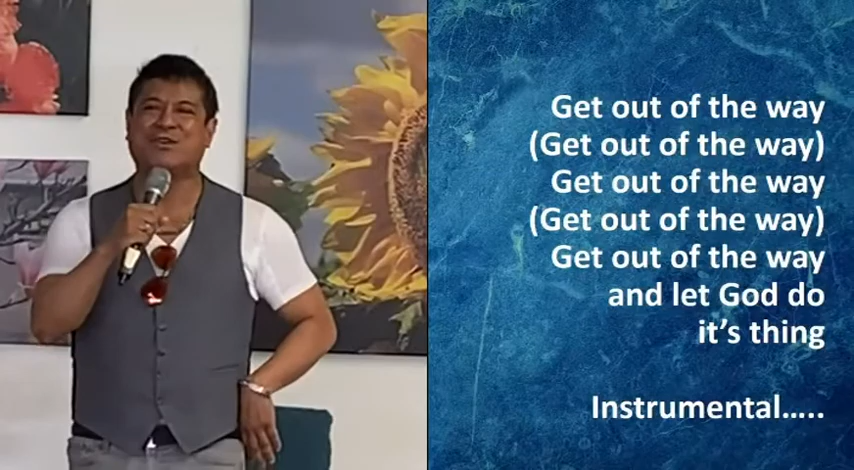 Get out of the way
(Get out of the way)
Get out of the way
(Get out of the way)
Get out of the way
and let God do
it’s thing
Instrumental.....